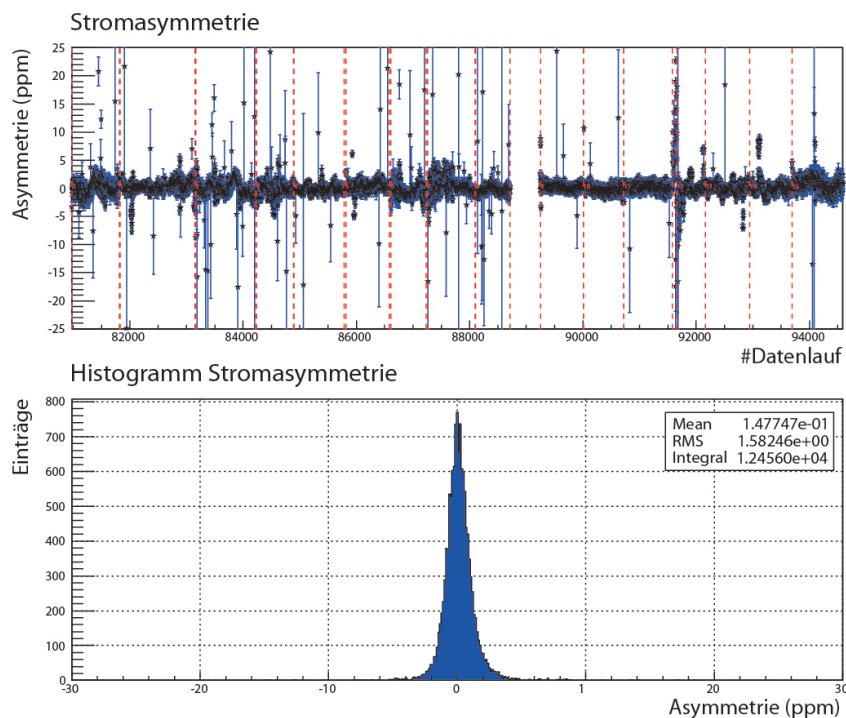 Stromasymmetrie
Asymmetrie (ppm)
25
20
15
10
5
0
-5
-10
-15
-20
-25
82000 84000 86000 88000 90000 92000 94000
#Datenlauf
Histogramm Stromasymmetrie
Einträge
800
700
600
500
400
300
200
100
0
Mean 1.47747e-01
RMS 1.58246e+00
Integral 1.24560e+04
-30 -20 -10 0 1 20 30
Asymmetrie (ppm)